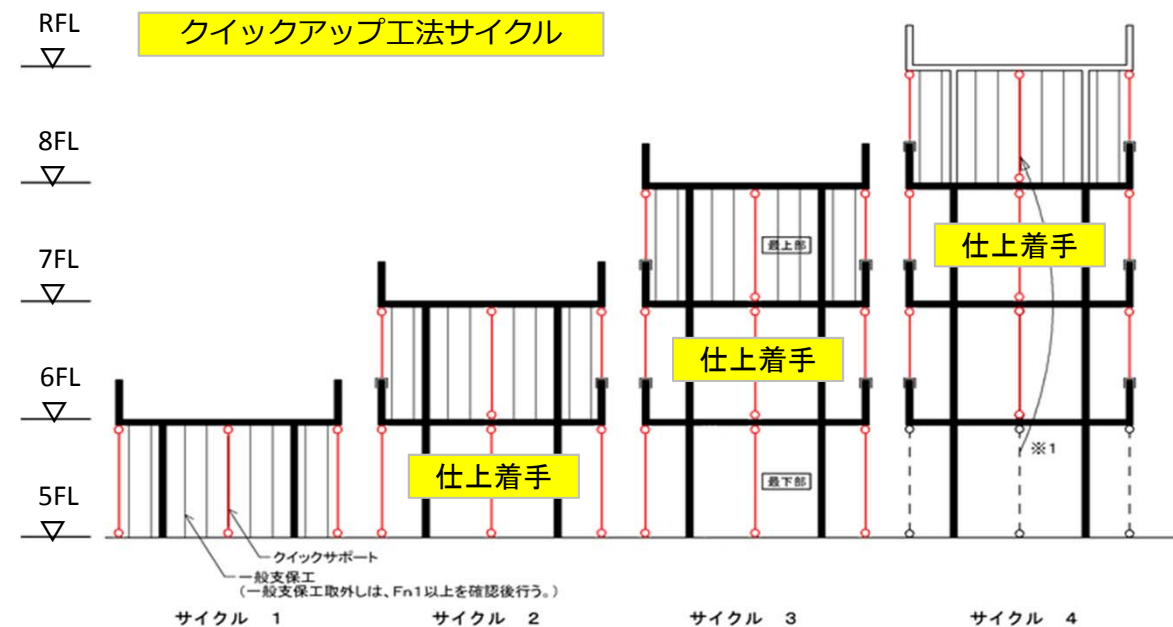 クイックアップ工法サイクル
RFL
8FL
7FL
6FL
5FL
最上部
仕上着手
仕上着手
仕上着手
※1
最下部
クイックサポート
一般支保工
(一般支保工取外しは、Fn1以上を確認後行う。)
サイクル 1
サイクル 2
サイクル 3
サイクル 4